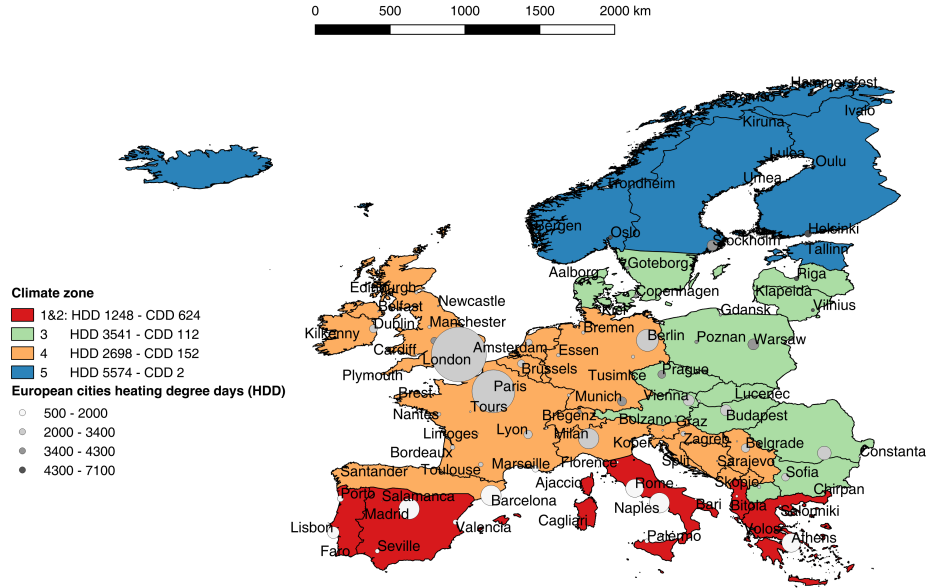 0 500 1000 1500 2000 km
Hammersfest
Tromso
Ivalo
Kiruna
Lulea
Oulu
Umea
Trondheim
Bergen
Oslo
Helsinki
Stockholm
Tallinn
Goteborg
Aalborg
Riga
Copenhagen
Klapeida
Vilnius
Edinburgh
Newcastle
Belfast
Kiel
Gdansk
Dublin
Manchester
Bremen
Kilkenny
Berlin
Poznan
Warsaw
Cardiff
Amsterdam
Essen
London
Brussels
Plymouth
Tusimice
Prague
Paris
Brest
Munich
Vienna
Lucenec
Tours
Nantes
Bregenz
Bolzano
Graz
Budapest
Limoges
Lyon
Milan
Koper
Zagreb
Belgrade
Bordeaux
Constanta
Santander
Toulouse
Marseille
Florence
Split
Sarajevo
Sofia
Ajaccio
Rome
Skopje
Chirpan
Porto
Salamanca
Barcelona
Madrid
Naples
Bari
Bitola
Salomiki
Cagliari
Lisbon
Valencia
Volos
Palermo
Athens
Faro
Seville
Climate zone
1&2: HDD 1248 - CDD 624
3 HDD 3541 - CDD 112
4 HDD 2698 - CDD 152
5 HDD 5574 - CDD 2
European cities heating degree days (HDD)
500 - 2000
2000 - 3400
3400 - 4300
4300 - 7100